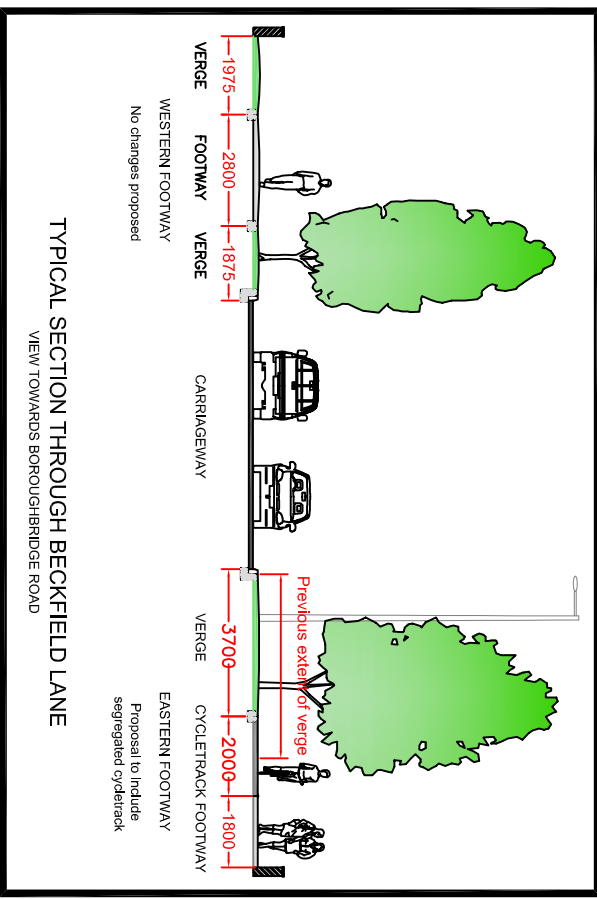 Previous extent of verge
1975
2800
1875
3700
2000
1800
VERGE
FOOTWAY
VERGE
CARRIAGEWAY
VERGE
CYCLETRACK
FOOTWAY
WESTERN FOOTWAY
No changes proposed
EASTERN FOOTWAY
Proposal to include
segregated cycletrack
TYPICAL SECTION THROUGH BECKFIELD LANE
VIEW TOWARDS BOROUGHBRIDGE ROAD